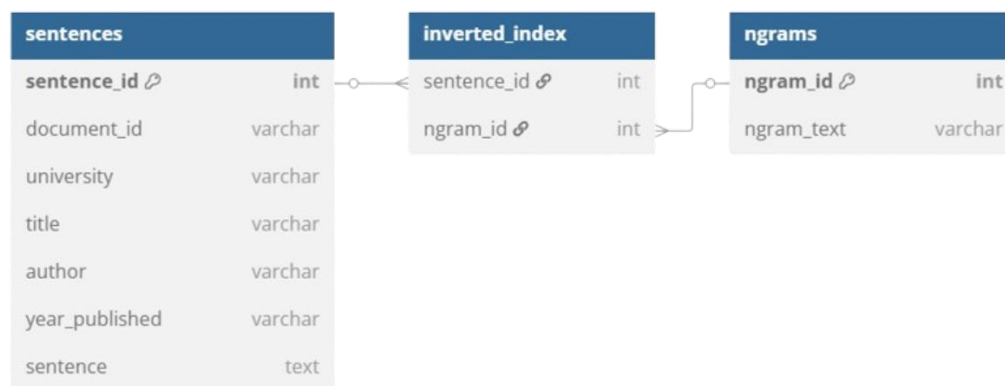 sentences
sentence_id int
document_id varchar
university varchar
title varchar
author varchar
year_published varchar
sentence text
inverted_index
sentence_id int
ngram_id int
ngrams
ngram_id int
ngram_text varchar